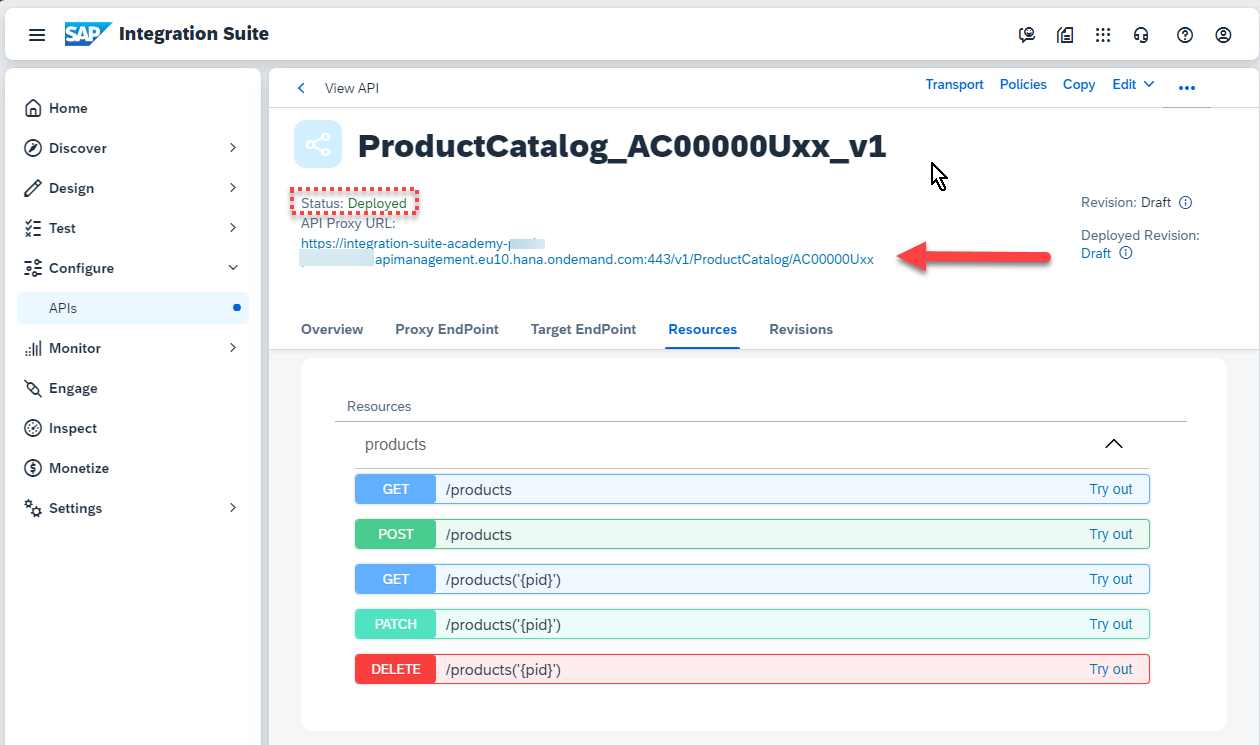 SAP Integration Suite
Home
Discover
Design
Test
Configure
APIs
Monitor
Engage
Inspect
Monetize
Settings
View API
Transport Policies Copy Edit
ProductCatalog_AC00000Uxx_v1
Status: Deployed
API Proxy URL:
https://integration-suite-academy-
apimanagement.eu10.hana.ondemand.com:443/v1/ProductCatalog/AC00000Uxx
Revision: Draft
Deployed Revision:
Draft
Overview Proxy EndPoint Target EndPoint Resources Revisions
Resources
products
GET /products Try out
POST /products Try out
GET /products('{pid}') Try out
PATCH /products('{pid}') Try out
DELETE /products('{pid}') Try out